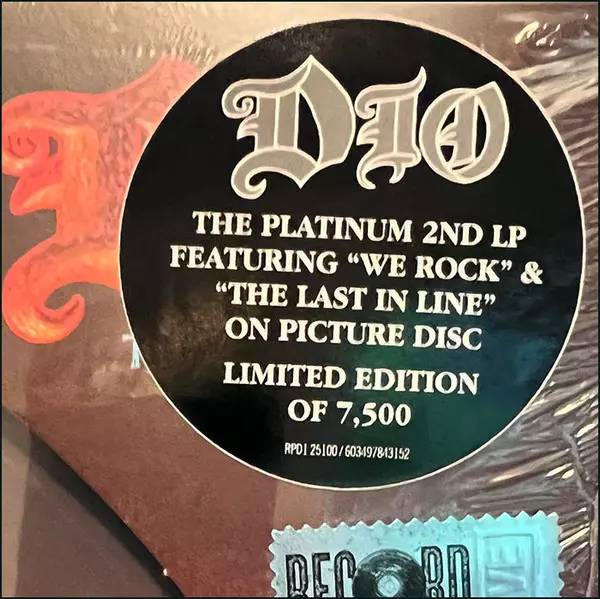 DIO
THE PLATINUM 2ND LP
FEATURING “WE ROCK” &
“THE LAST IN LINE”
ON PICTURE DISC
LIMITED EDITION
OF 7,500
RPD1 25100/603497843152
RECORD